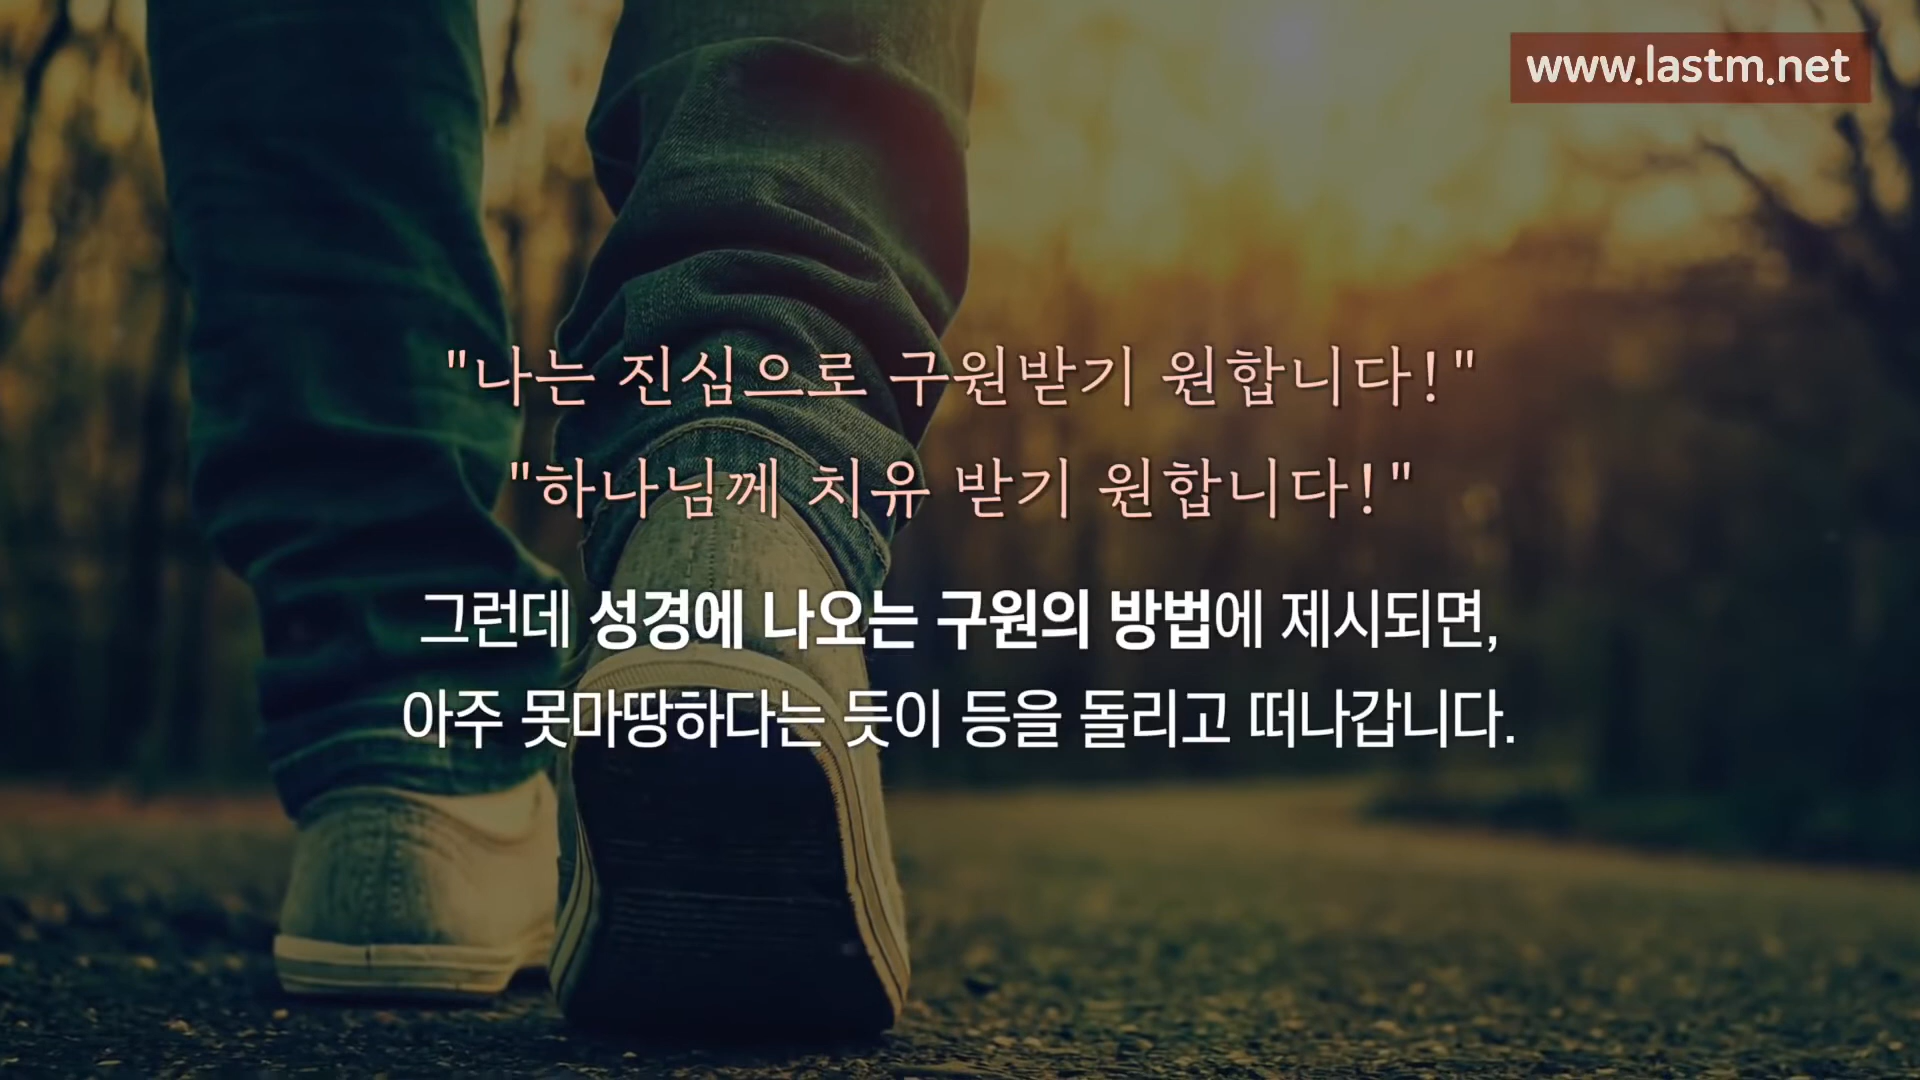 www.lastm.net
"나는 진심으로 구원받기 원합니다!"
"하나님께 치유 받기 원합니다!"
그런데 성경에 나오는 구원의 방법에 제시되면,
아주 못마땅하다는 듯이 등을 돌리고 떠나갑니다.